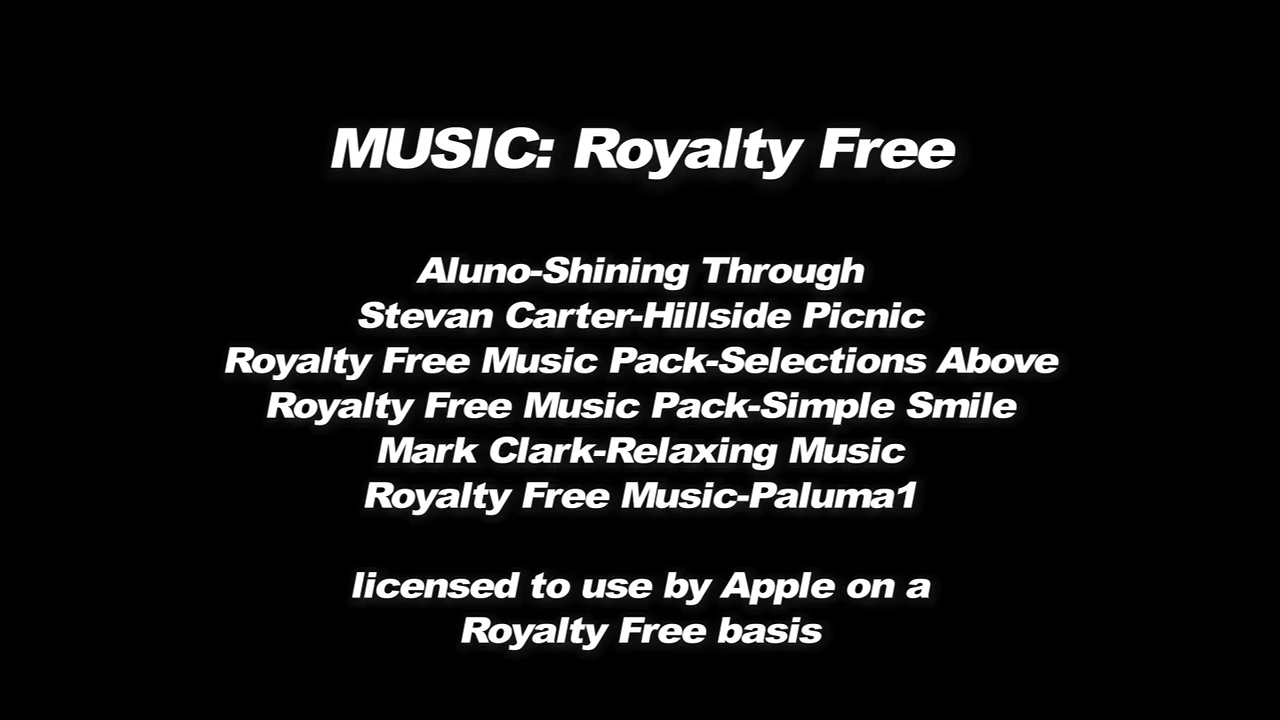 MUSIC: Royalty Free
Aluno-Shining Through
Stevan Carter-Hillside Picnic
Royalty Free Music Pack-Selections Above
Royalty Free Music Pack-Simple Smile
Mark Clark-Relaxing Music
Royalty Free Music-Paluma1
licensed to use by Apple on a
Royalty Free basis